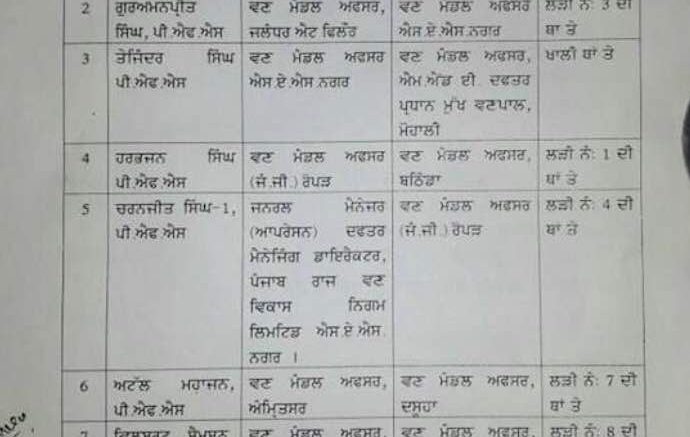 2 ਗੁਰਅਮਨਪ੍ਰੀਤ ਵਣ ਮੰਡਲ ਅਫਸਰ, ਵਣ ਮੰਡਲ ਅਫਸਰ ਲੜੀ ਨੰ: 3 ਦੀ
ਸਿੰਘ, ਪੀ.ਐਫ.ਐਸ ਜਲੰਧਰ ਐਟ ਫਿਲੌਰ ਐਸ.ਏ.ਐਸ.ਨਗਰ ਥਾਂ ਤੇ
3 ਤੇਜਿੰਦਰ ਸਿੰਘ ਵਣ ਮੰਡਲ ਅਫਸਰ ਵਣ ਮੰਡਲ ਅਫਸਰ, ਖਾਲੀ ਥਾਂ ਤੇ
ਪੀ.ਐਫ.ਐਸ ਐਸ.ਏ.ਐਸ.ਨਗਰ ਐਮ.ਐਂਡ ਈ. ਦਫਤਰ
ਪ੍ਰਧਾਨ ਮੁੱਖ ਵਣਪਾਲ,
ਮੋਹਾਲੀ
4 ਹਰਭਜਨ ਸਿੰਘ ਵਣ ਮੰਡਲ ਅਫਸਰ ਵਣ ਮੰਡਲ ਅਫਸਰ, ਲੜੀ ਨੰ: 1 ਦੀ
ਪੀ.ਐਫ.ਐਸ (ਜੰ.ਜੀ.) ਰੋਪੜ ਬਠਿੰਡਾ ਥਾਂ ਤੇ
5 ਚਰਨਜੀਤ ਸਿੰਘ-1, ਜਨਰਲ ਮੈਨੇਜਰ ਵਣ ਮੰਡਲ ਅਫਸਰ ਲੜੀ ਨੰ: 4 ਦੀ
ਪੀ.ਐਫ.ਐਸ (ਆਪਰੇਸ਼ਨ) ਦਫਤਰ (ਜੰ.ਜੀ.) ਰੋਪੜ ਥਾਂ ਤੇ
ਮੈਨੇਜਿੰਗ ਡਾਇਰੈਕਟਰ,
ਪੰਜਾਬ ਰਾਜ ਵਣ
ਵਿਕਾਸ ਨਿਗਮ
ਲਿਮਟਿਡ ਐਸ.ਏ.ਐਸ.
ਨਗਰ ।
6 ਅਟੱਲ ਮਹਾਜਨ, ਵਣ ਮੰਡਲ ਅਫਸਰ, ਵਣ ਮੰਡਲ ਅਫਸਰ, ਲੜੀ ਨੰ: 7 ਦੀ
ਪੀ.ਐਫ.ਐਸ ਅੰਮ੍ਰਿਤਸਰ ਦਸੂਹਾ ਥਾਂ ਤੇ
7 ਵਣ ਮੰਡਲ ਅਫਸਰ, ਵਣ ਮੰਡਲ ਅਫਸਰ, ਲੜੀ ਨੰ: 8 ਦੀ